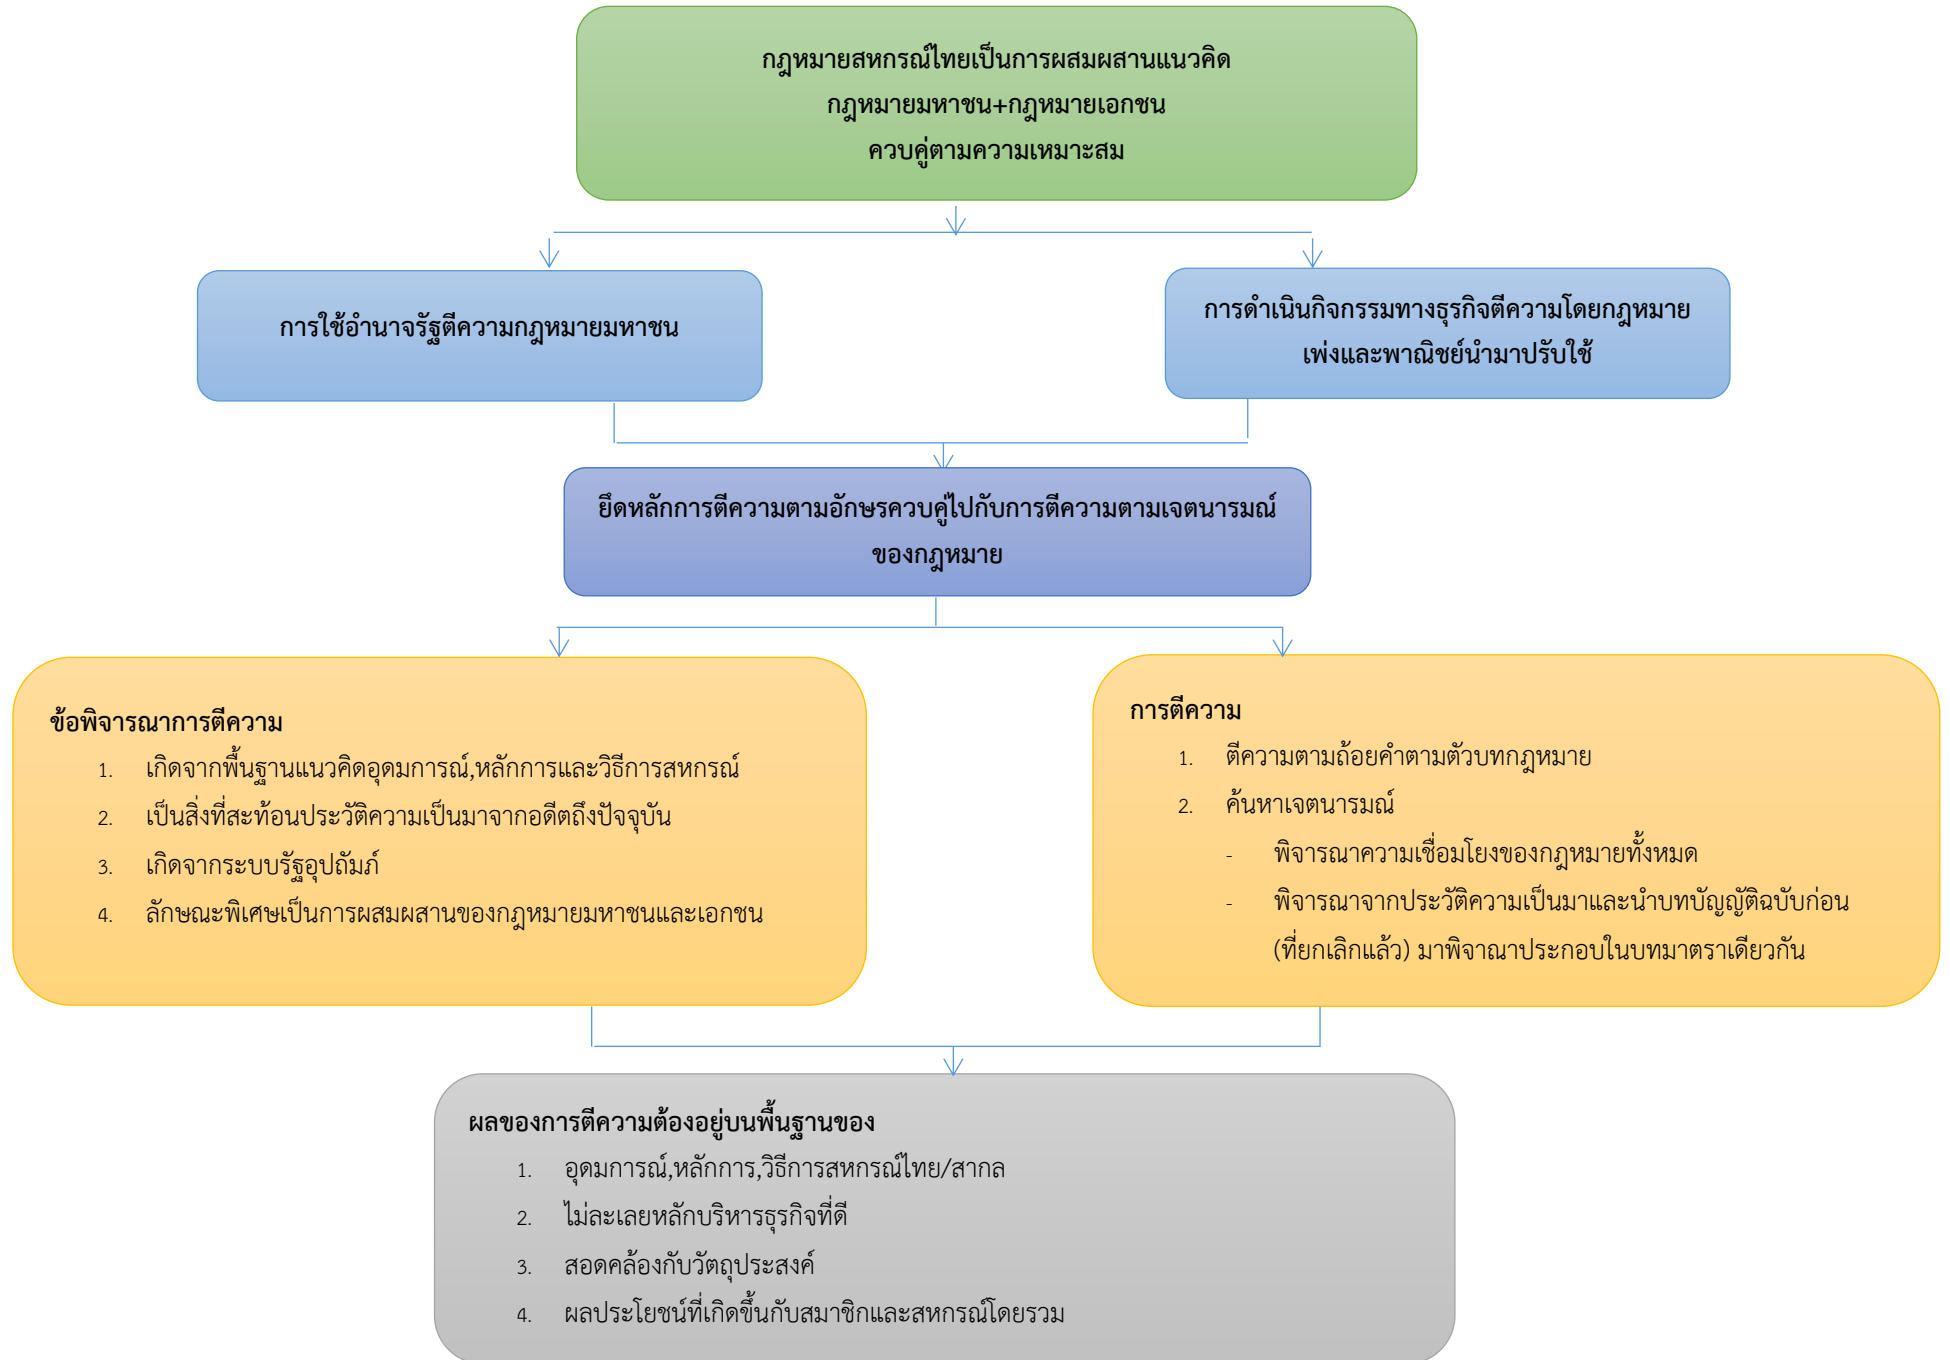 กฎหมายสหกรณ์ไทยเป็นการผสมผสานแนวคิด
กฎหมายมหาชน+กฎหมายเอกชน
ควบคู่ตามความเหมาะสม
การใช้อำนาจรัฐตีความกฎหมายมหาชน
การดำเนินกิจกรรมทางธุรกิจตีความโดยกฎหมาย
เพ่งและพาณิชย์นำมาปรับใช้
ยึดหลักการตีความตามอักษรควบคู่ไปกับการตีความตามเจตนารมณ์
ของกฎหมาย
ข้อพิจารณาการตีความ
1. เกิดจากพื้นฐานแนวคิดอุดมการณ์,หลักการและวิธีการสหกรณ์
2. เป็นสิ่งที่สะท้อนประวัติความเป็นมาจากอดีตถึงปัจจุบัน
3. เกิดจากระบบรัฐอุปถัมภ์
4. ลักษณะพิเศษเป็นการผสมผสานของกฎหมายมหาชนและเอกชน
การตีความ
1. ตีความตามถ้อยคำตามตัวบทกฎหมาย
2. ค้นหาเจตนารมณ์
- พิจารณาความเชื่อมโยงของกฎหมายทั้งหมด
- พิจารณาจากประวัติความเป็นมาและนำบทบัญญัติฉบับก่อน
(ที่ยกเลิกแล้ว) มาพิจาณาประกอบในบทมาตราเดียวกัน
ผลของการตีความต้องอยู่บนพื้นฐานของ
1. อุดมการณ์,หลักการ,วิธีการสหกรณ์ไทย/สากล
2. ไม่ละเลยหลักบริหารธุรกิจที่ดี
3. สอดคล้องกับวัตถุประสงค์
4. ผลประโยชน์ที่เกิดขึ้นกับสมาชิกและสหกรณ์โดยรวม